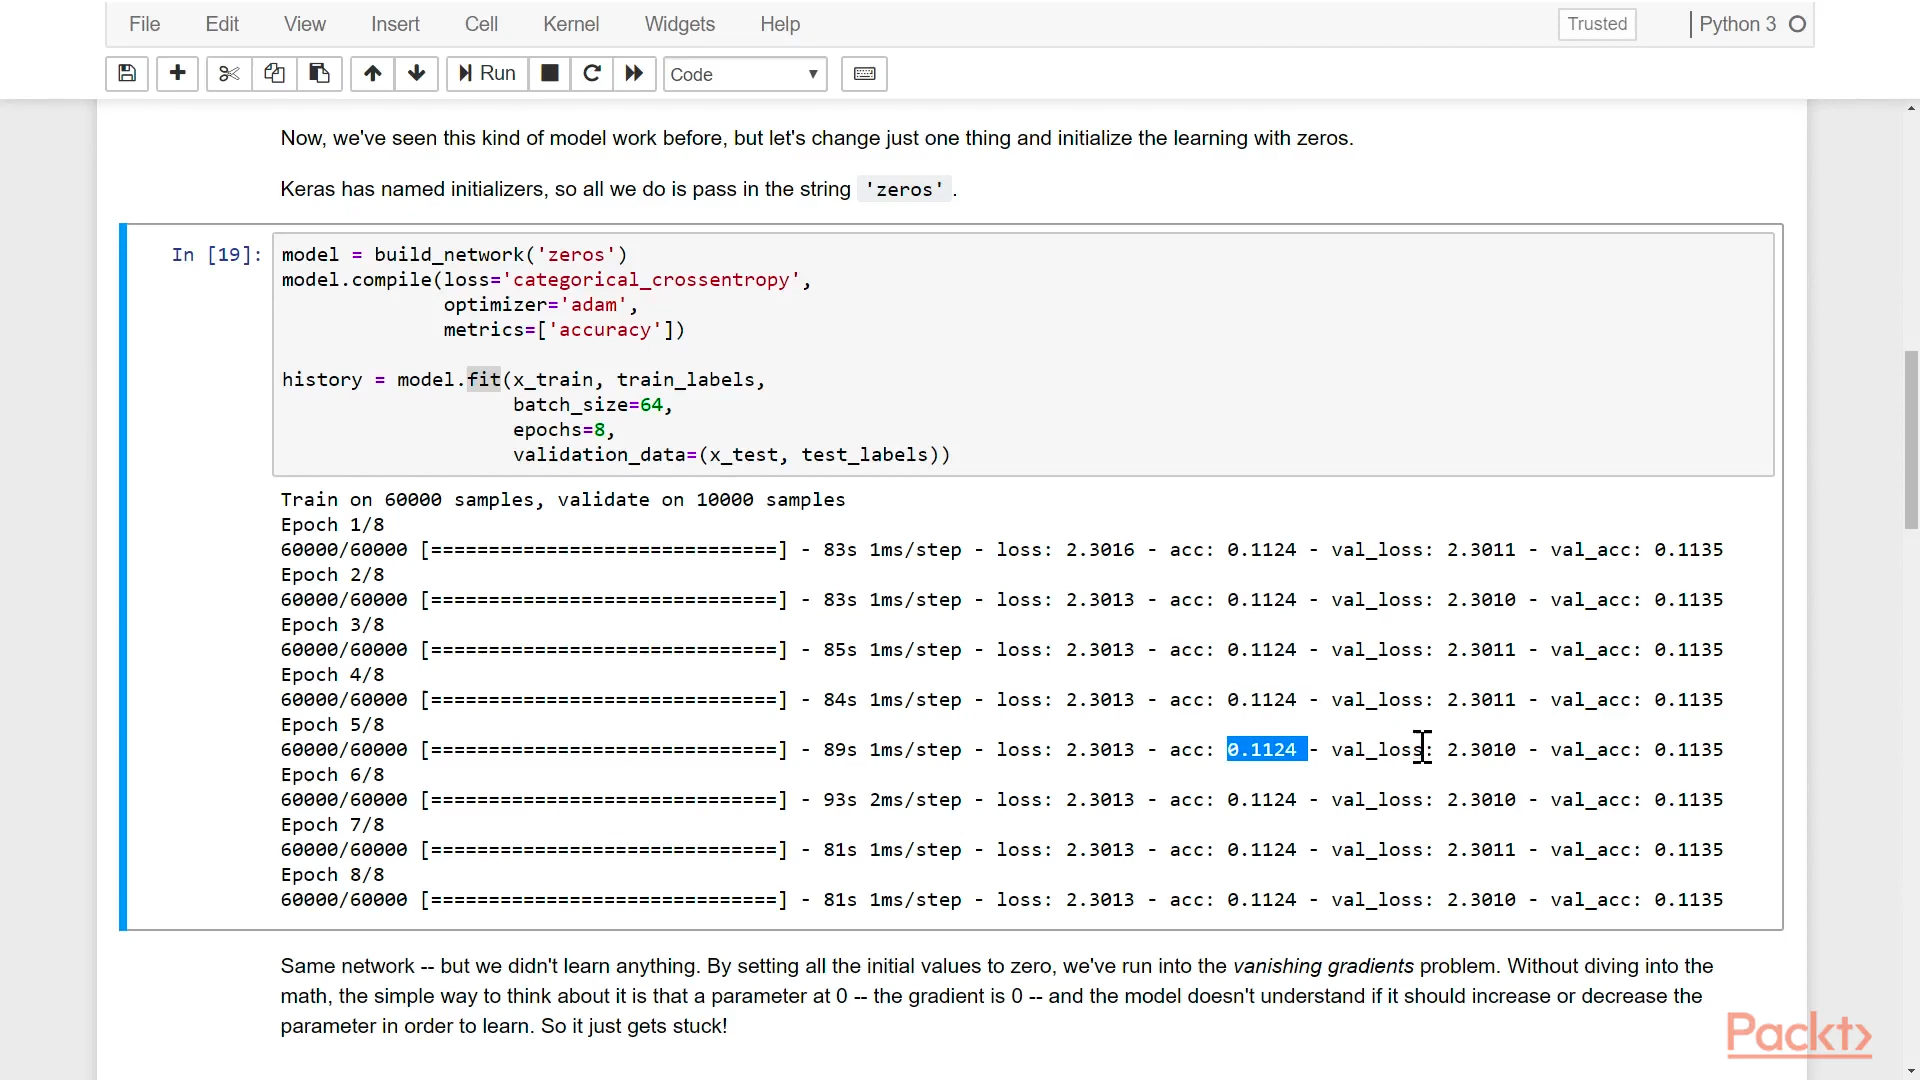 File Edit View Insert Cell Kernel Widgets Help Trusted Python 3
Run Code
Now, we've seen this kind of model work before, but let's change just one thing and initialize the learning with zeros.
Keras has named initializers, so all we do is pass in the string 'zeros' .
In [19]: model = build_network('zeros')
model.compile(loss='categorical_crossentropy',
optimizer='adam',
metrics=['accuracy'])
history = model.fit(x_train, train_labels,
batch_size=64,
epochs=8,
validation_data=(x_test, test_labels))
Train on 60000 samples, validate on 10000 samples
Epoch 1/8
60000/60000 [==============================] - 83s 1ms/step - loss: 2.3016 - acc: 0.1124 - val_loss: 2.3011 - val_acc: 0.1135
Epoch 2/8
60000/60000 [==============================] - 83s 1ms/step - loss: 2.3013 - acc: 0.1124 - val_loss: 2.3010 - val_acc: 0.1135
Epoch 3/8
60000/60000 [==============================] - 85s 1ms/step - loss: 2.3013 - acc: 0.1124 - val_loss: 2.3011 - val_acc: 0.1135
Epoch 4/8
60000/60000 [==============================] - 84s 1ms/step - loss: 2.3013 - acc: 0.1124 - val_loss: 2.3011 - val_acc: 0.1135
Epoch 5/8
60000/60000 [==============================] - 89s 1ms/step - loss: 2.3013 - acc: 0.1124 - val_loss: 2.3010 - val_acc: 0.1135
Epoch 6/8
60000/60000 [==============================] - 93s 2ms/step - loss: 2.3013 - acc: 0.1124 - val_loss: 2.3010 - val_acc: 0.1135
Epoch 7/8
60000/60000 [==============================] - 81s 1ms/step - loss: 2.3013 - acc: 0.1124 - val_loss: 2.3011 - val_acc: 0.1135
Epoch 8/8
60000/60000 [==============================] - 81s 1ms/step - loss: 2.3013 - acc: 0.1124 - val_loss: 2.3010 - val_acc: 0.1135
Same network -- but we didn't learn anything. By setting all the initial values to zero, we've run into the vanishing gradients problem. Without diving into the
math, the simple way to think about it is that a parameter at 0 -- the gradient is 0 -- and the model doesn't understand if it should increase or decrease the
parameter in order to learn. So it just gets stuck!
Packt>